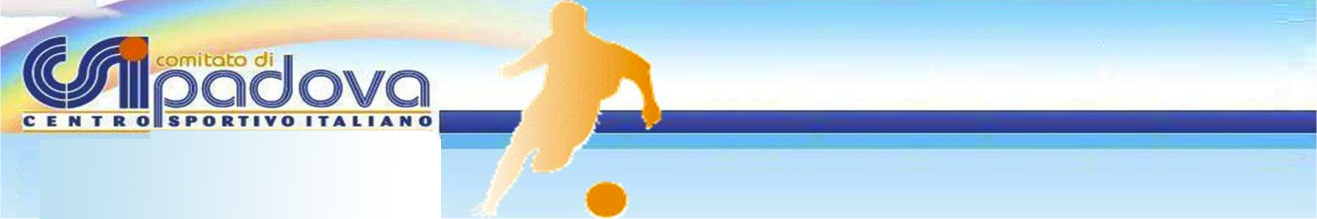 CSI comitato di
padova
CENTRO SPORTIVO ITALIANO